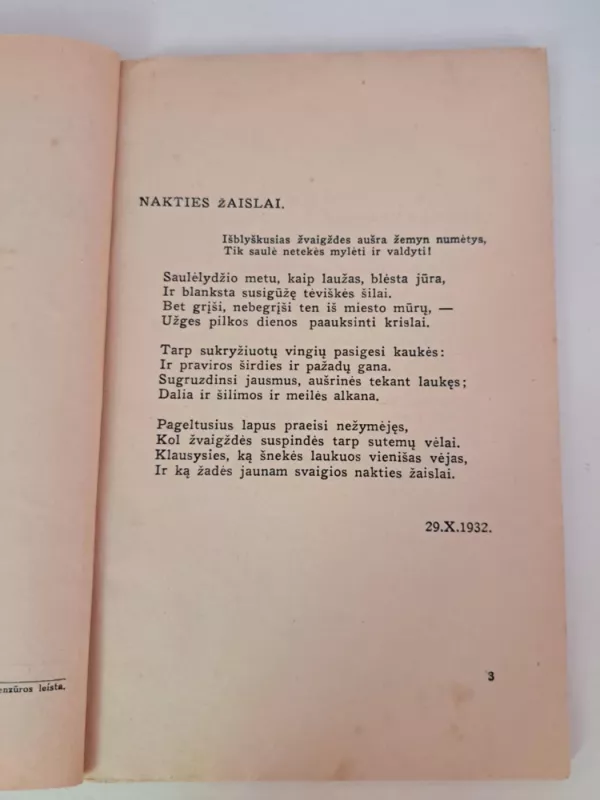 NAKTIES ŽAISLAI.
Išblyškusias žvaigždes aušra žemyn numėtys,
Tik saulė netekės mylėti ir valdyti!
Saulėlydžio metu, kaip laužas, blėsta jūra,
Ir blanksta susigūžę tėviškės šilai.
Bet grįši, nebegrįši ten iš miesto mūrų, —
Užges pilkos dienos paauksinti krislai.
Tarp sukryžiuotų vingių pasigesi kaukės:
Ir praviros širdies ir pažadų gana.
Sugruzdinsi jausmus, aušrinės tekant laukęs;
Dalia ir šilimos ir meilės alkana.
Pageltusius lapus praeisi nežymėjęs,
Kol žvaigždės suspindės tarp sutemų vėlai.
Klausysies, ką šnekės laukuos vienišas vėjas,
Ir ką žadės jaunam svaigios nakties žaislai.
29.X.1932.
3
enzūros leista.